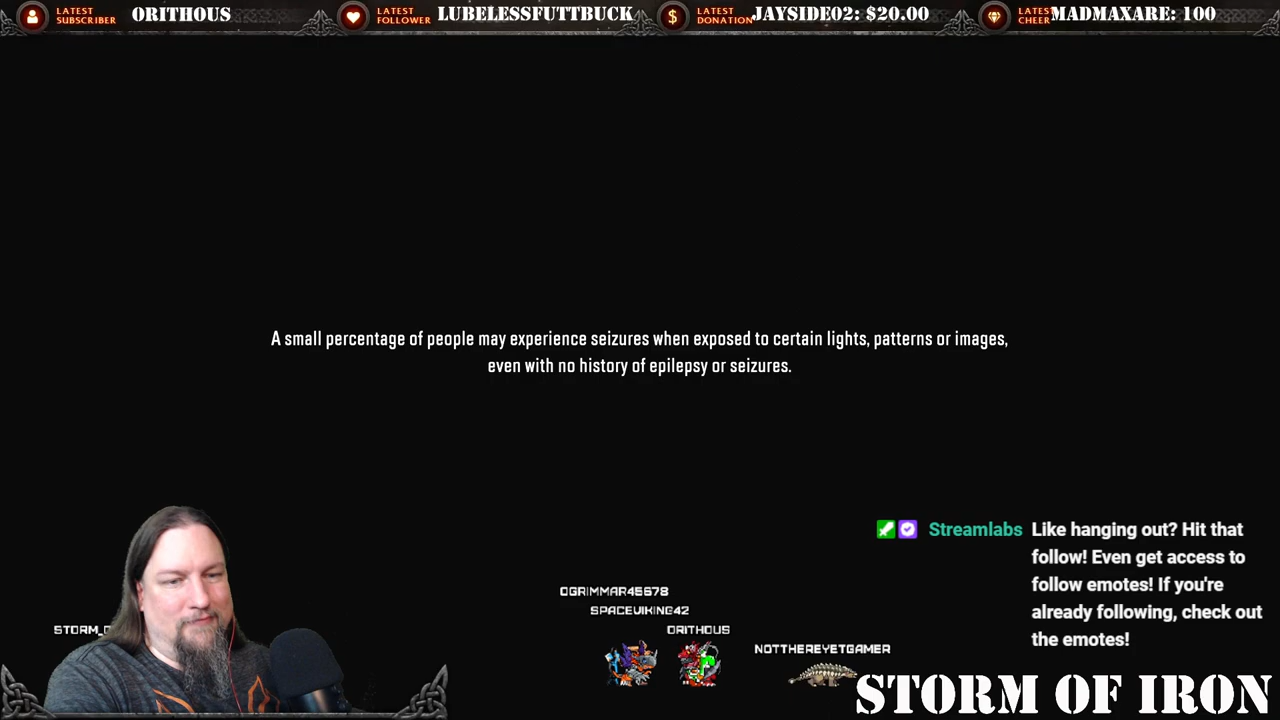 LATEST SUBSCRIBER
ORITHOUS
LATEST FOLLOWER
LUBELESSFUTTBUCK
LATEST DONATION
JAYSIDE02: $20.00
LATEST CHEER
MADMAXARE: 100
A small percentage of people may experience seizures when exposed to certain lights, patterns or images,
even with no history of epilepsy or seizures.
Streamlabs Like hanging out? Hit that
follow! Even get access to
follow emotes! If you're
already following, check out
the emotes!
OGRIMMAR45678
SPACEVIKING42
STORM_
ORITHOUS
NOTTHEREYETGAMER
STORM OF IRON